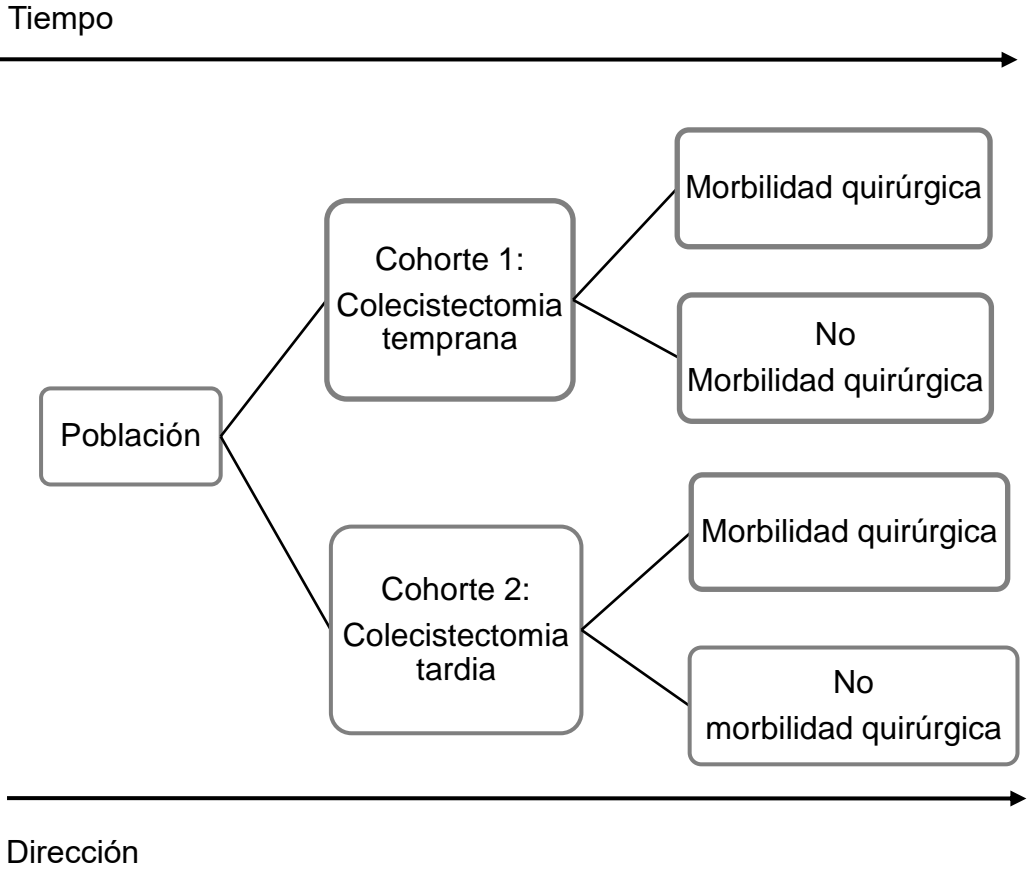 Tiempo
Morbilidad quirúrgica
Cohorte 1:
Colecistectomia
temprana
No
Morbilidad quirúrgica
Población
Morbilidad quirúrgica
Cohorte 2:
Colecistectomia
tardia
No
morbilidad quirúrgica
Dirección